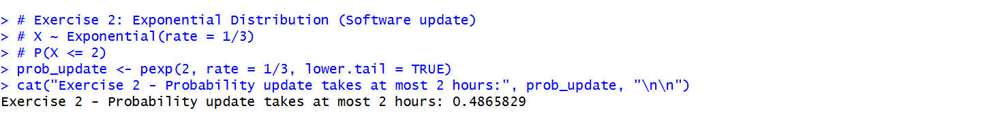 > # Exercise 2: Exponential Distribution (Software update)
> # X ~ Exponential(rate = 1/3)
> # P(X <= 2)
> prob_update <- pexp(2, rate = 1/3, lower.tail = TRUE)
> cat("Exercise 2 - Probability update takes at most 2 hours:", prob_update, "\n\n")
Exercise 2 - Probability update takes at most 2 hours: 0.4865829